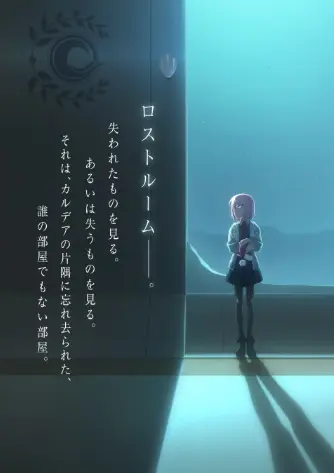 ロストルーム――。
失われたものを見る。
あるいは失うものを見る。
それは、カルデアの片隅に忘れ去られた、
誰の部屋でもない部屋。